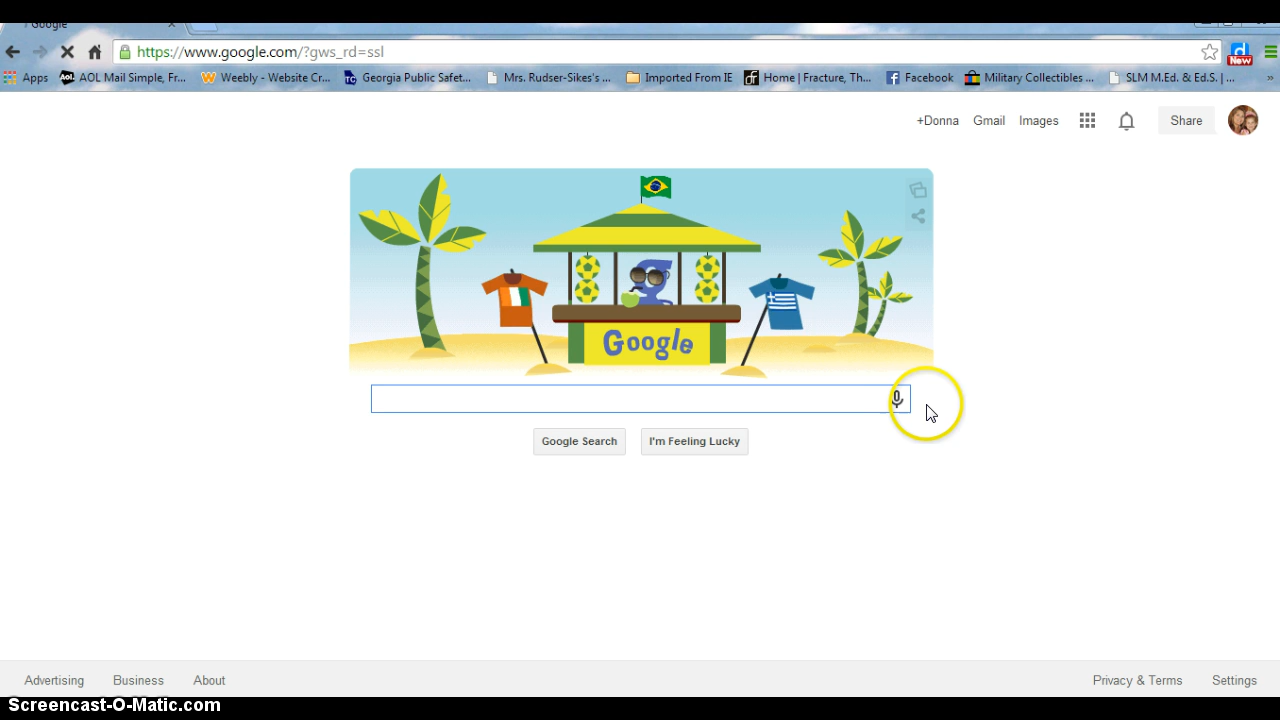 Google
https://www.google.com/?gws_rd=ssl
Apps AOL Mail Simple, Fr... Weebly - Website Cr... Georgia Public Safet... Mrs. Rudser-Sikes's ... Imported From IE Home | Fracture, Th... Facebook Military Collectibles ... SLM M.Ed. & Ed.S. | ... »
+Donna Gmail Images Share
Google
Google Search I'm Feeling Lucky
Advertising Business About Privacy & Terms Settings
Screencast-O-Matic.com